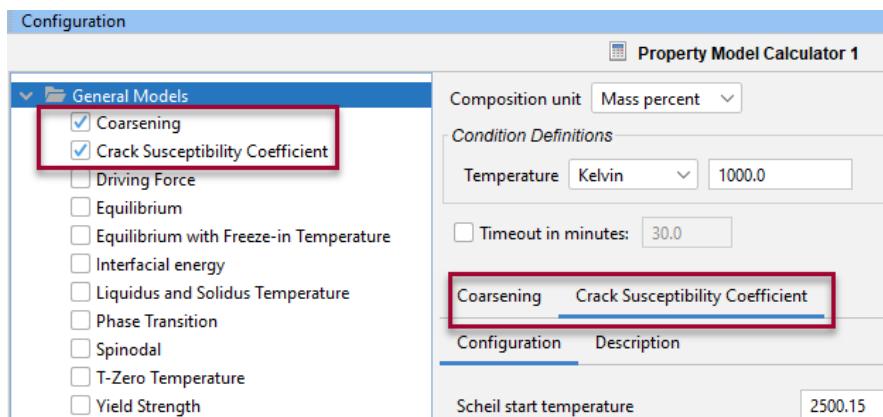 Configuration
Property Model Calculator 1
General Models
Coarsening
Crack Susceptibility Coefficient
Driving Force
Equilibrium
Equilibrium with Freeze-in Temperature
Interfacial energy
Liquidus and Solidus Temperature
Phase Transition
Spinodal
T-Zero Temperature
Yield Strength
Composition unit Mass percent
Condition Definitions
Temperature Kelvin 1000.0
Timeout in minutes: 30.0
Coarsening Crack Susceptibility Coefficient
Configuration Description
Scheil start temperature 2500.15